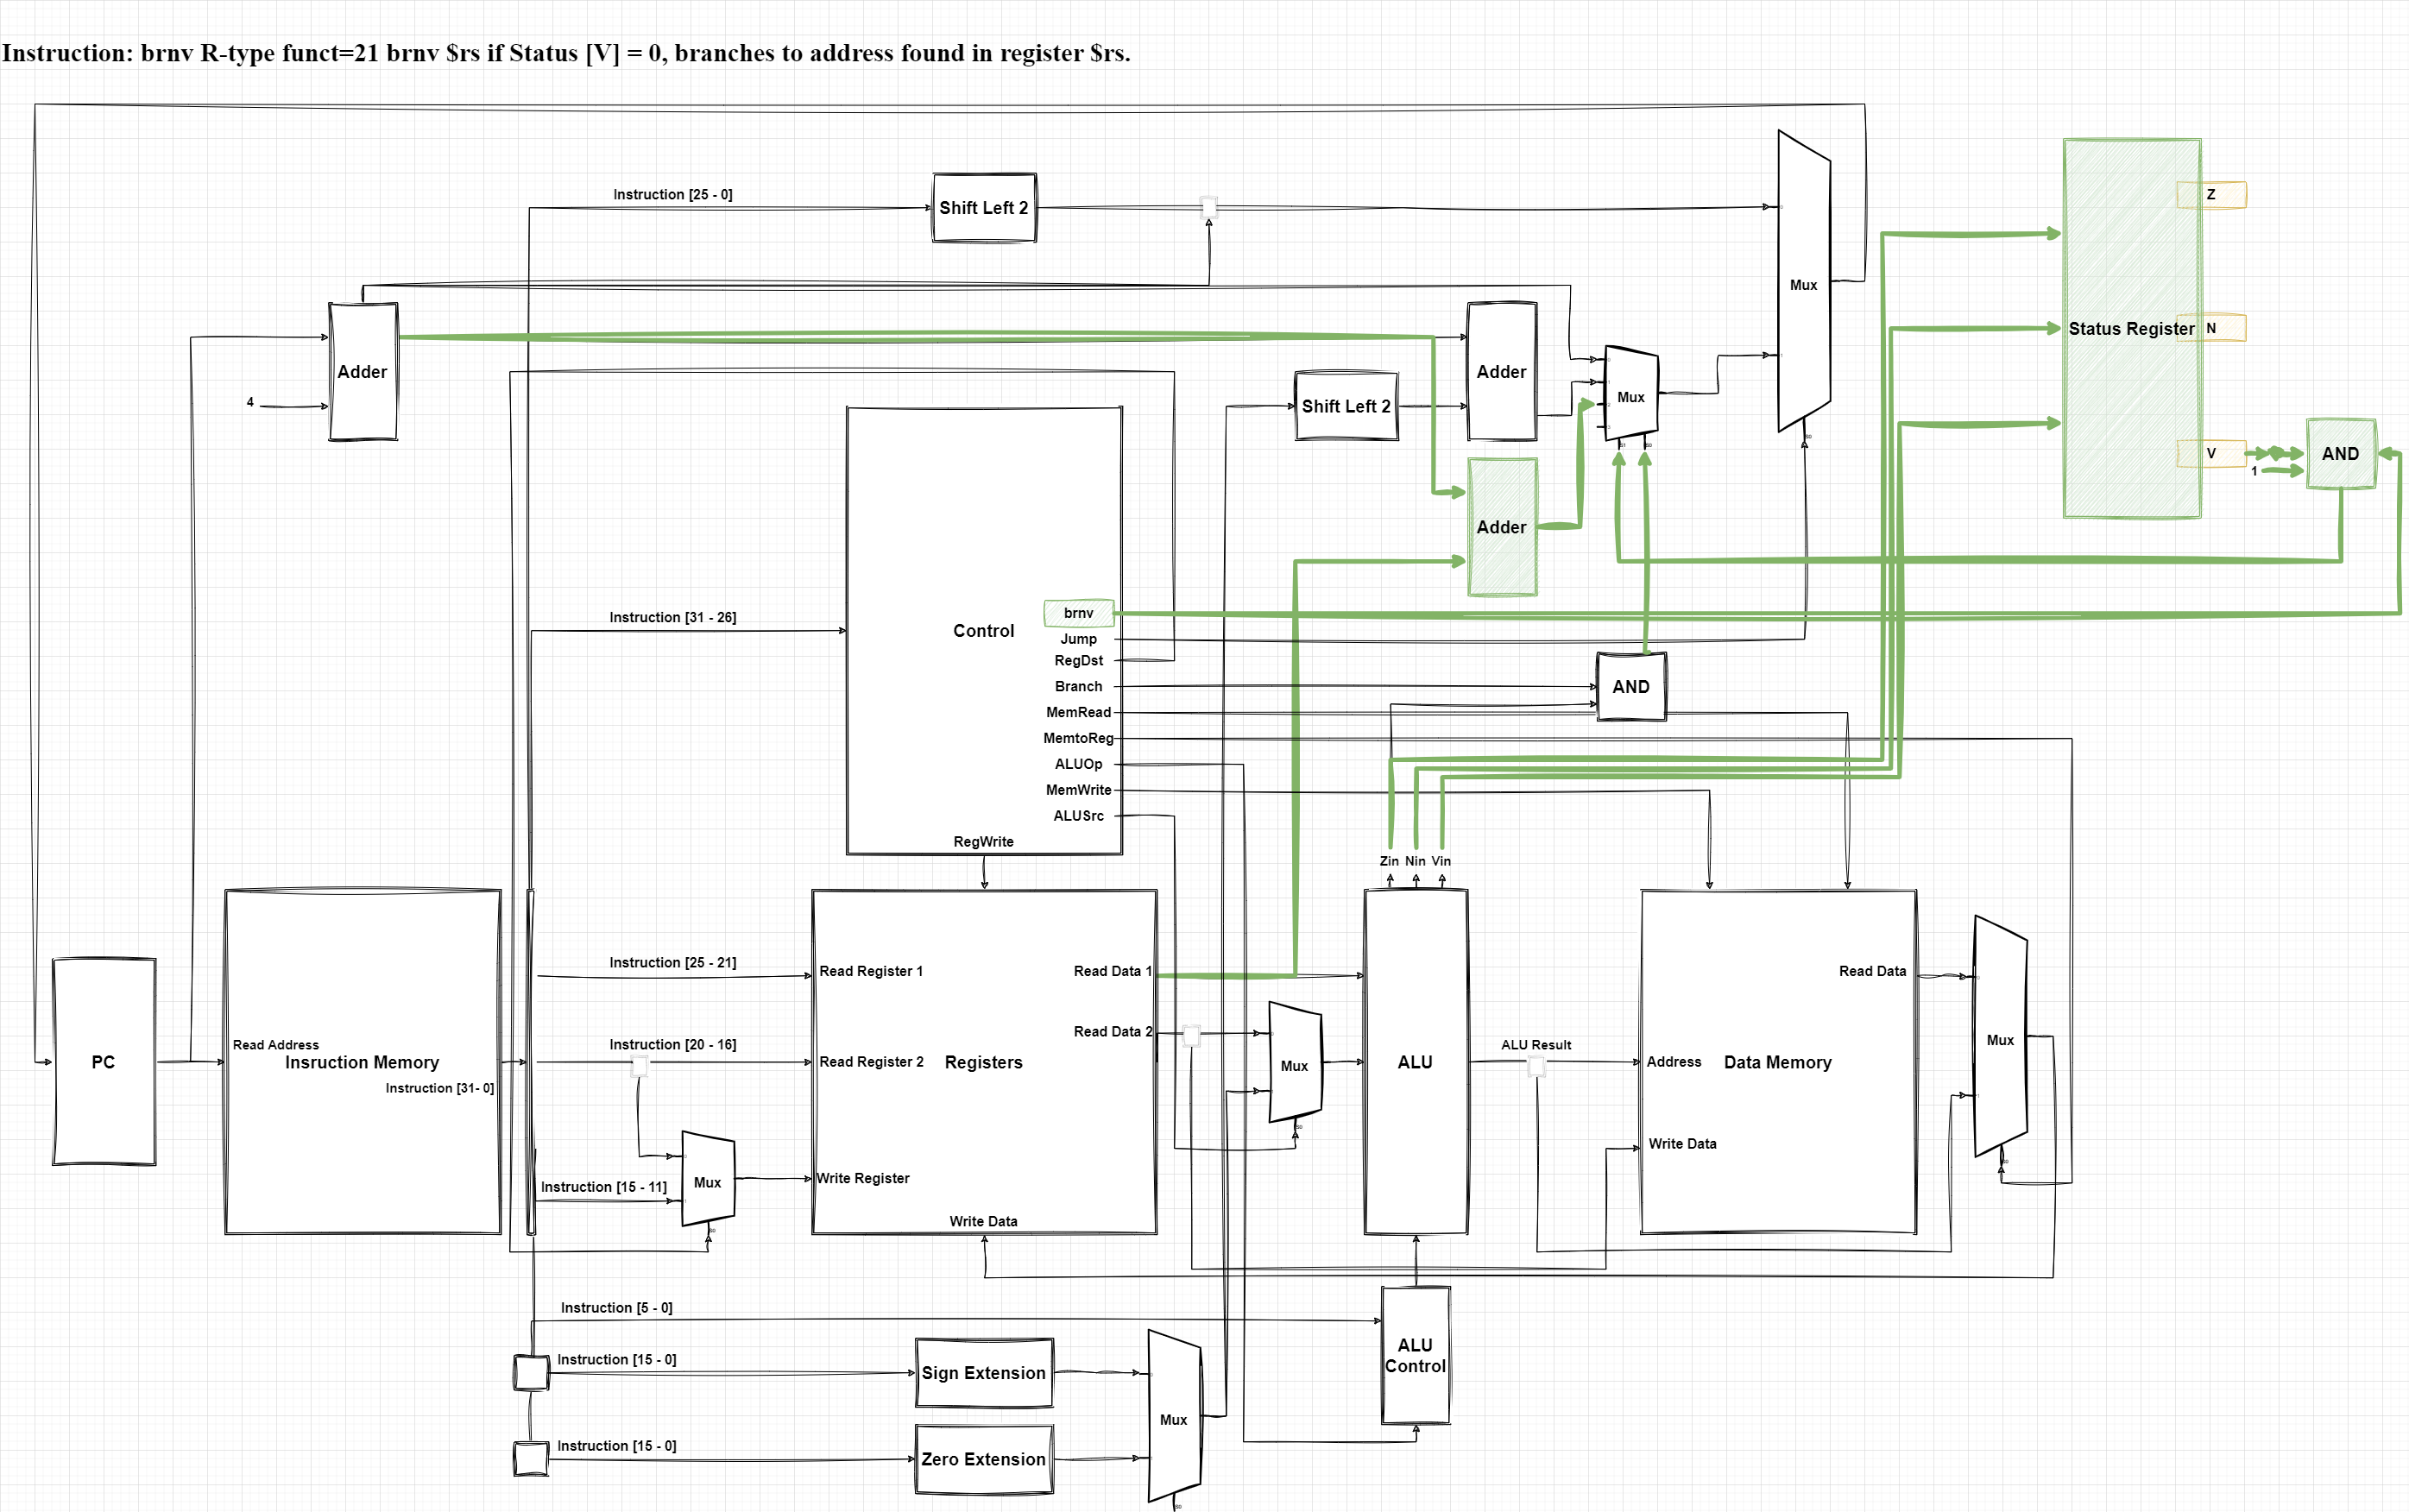 Instruction: brnv R-type funct=21 brnv $rs if Status [V] = 0, branches to address found in register $rs.
Instruction [25 - 0]
Shift Left 2
Z
Mux
Status Register
N
Adder
4
Adder
Shift Left 2
Mux
V
1
AND
Adder
Instruction [31 - 26]
Control
brnv
Jump
RegDst
Branch
MemRead
MemtoReg
ALUOp
MemWrite
ALUSrc
RegWrite
AND
Zin
Nin
Vin
PC
Read Address
Insruction Memory
Instruction [31- 0]
Instruction [25 - 21]
Instruction [20 - 16]
Instruction [15 - 11]
Mux
Read Register 1
Read Register 2
Write Register
Registers
Read Data 1
Read Data 2
Write Data
Mux
ALU
ALU Result
Address
Write Data
Data Memory
Read Data
Mux
Instruction [5 - 0]
ALU
Control
Instruction [15 - 0]
Sign Extension
Mux
Instruction [15 - 0]
Zero Extension